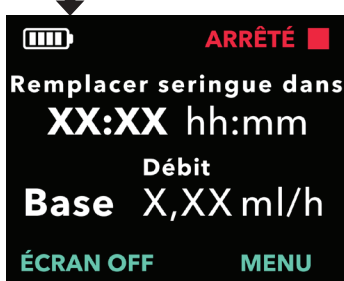 ARRÊTÉ
Remplacer seringue dans
XX:XX hh:mm
Débit
Base X,XX ml/h
ÉCRAN OFF MENU